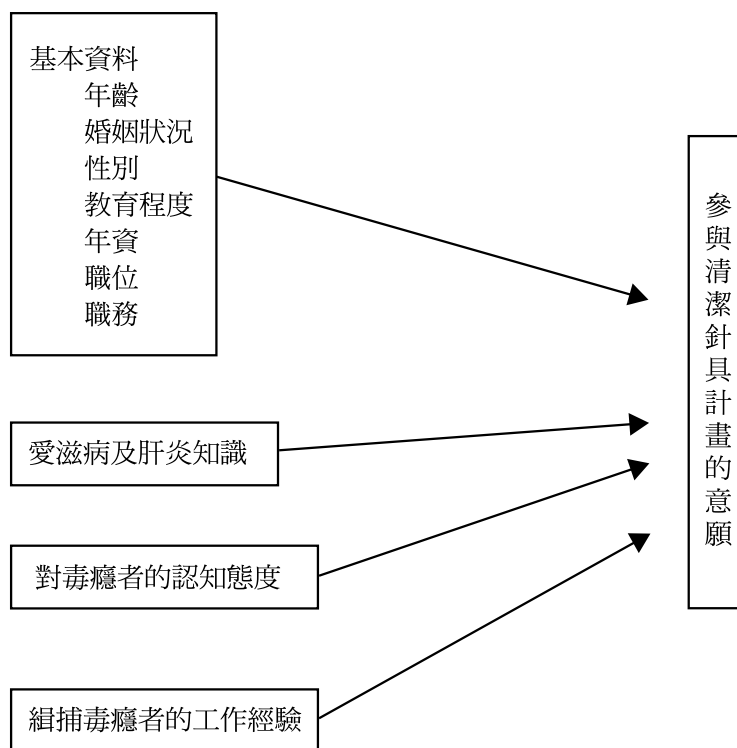 基本資料
年齡
婚姻狀況
性別
教育程度
年資
職位
職務
愛滋病及肝炎知識
對毒癮者的認知態度
緝捕毒癮者的工作經驗
參與清潔針具計畫的意願